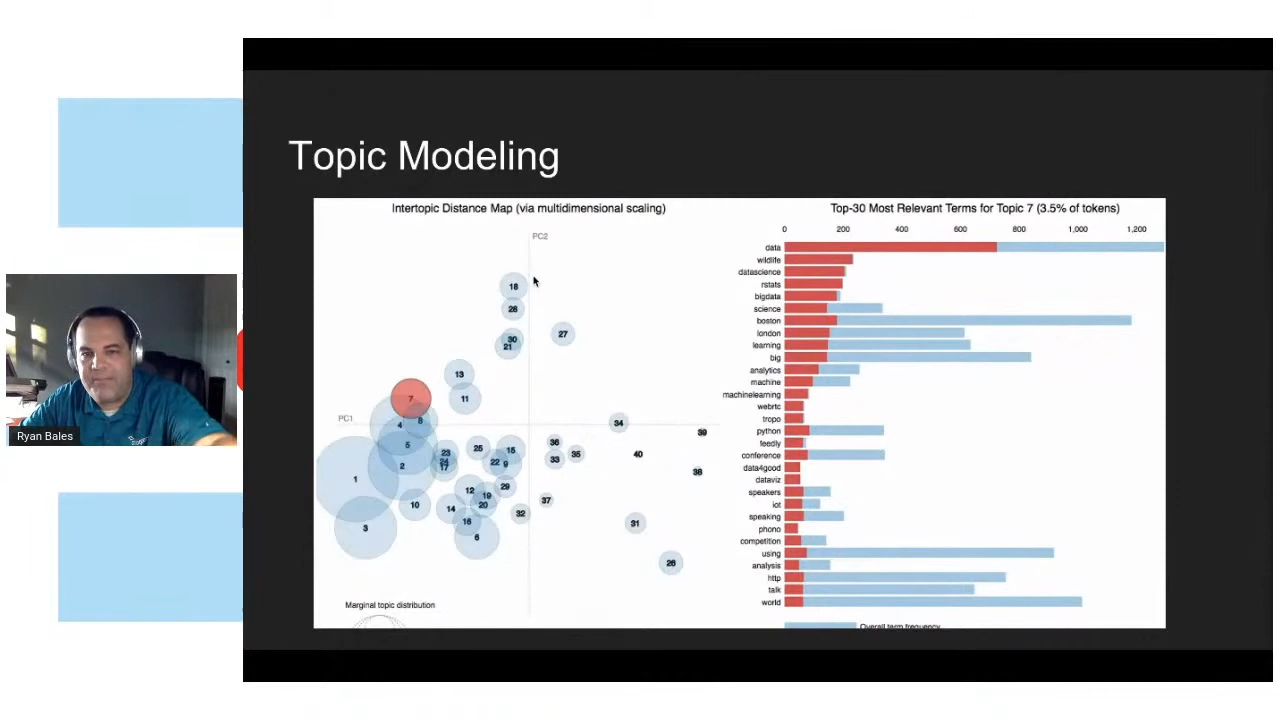 Topic Modeling
Intertopic Distance Map (via multidimensional scaling)
PC2
PC1
18
28
30
21
27
13
11
7
8
4
5
2
1
3
10
23
24
17
25
15
22
9
36
33
35
34
39
40
38
12
29
19
20
14
16
6
32
37
31
26
Marginal topic distribution
Top-30 Most Relevant Terms for Topic 7 (3.5% of tokens)
0 200 400 600 800 1,000 1,200
data
wildlife
datascience
rstats
bigdata
science
boston
london
learning
big
analytics
machine
machinelearning
webrtc
tropo
python
feedly
conference
data4good
dataviz
speakers
iot
speaking
phono
competition
using
analysis
http
talk
world
Overall term frequency
Ryan Bales